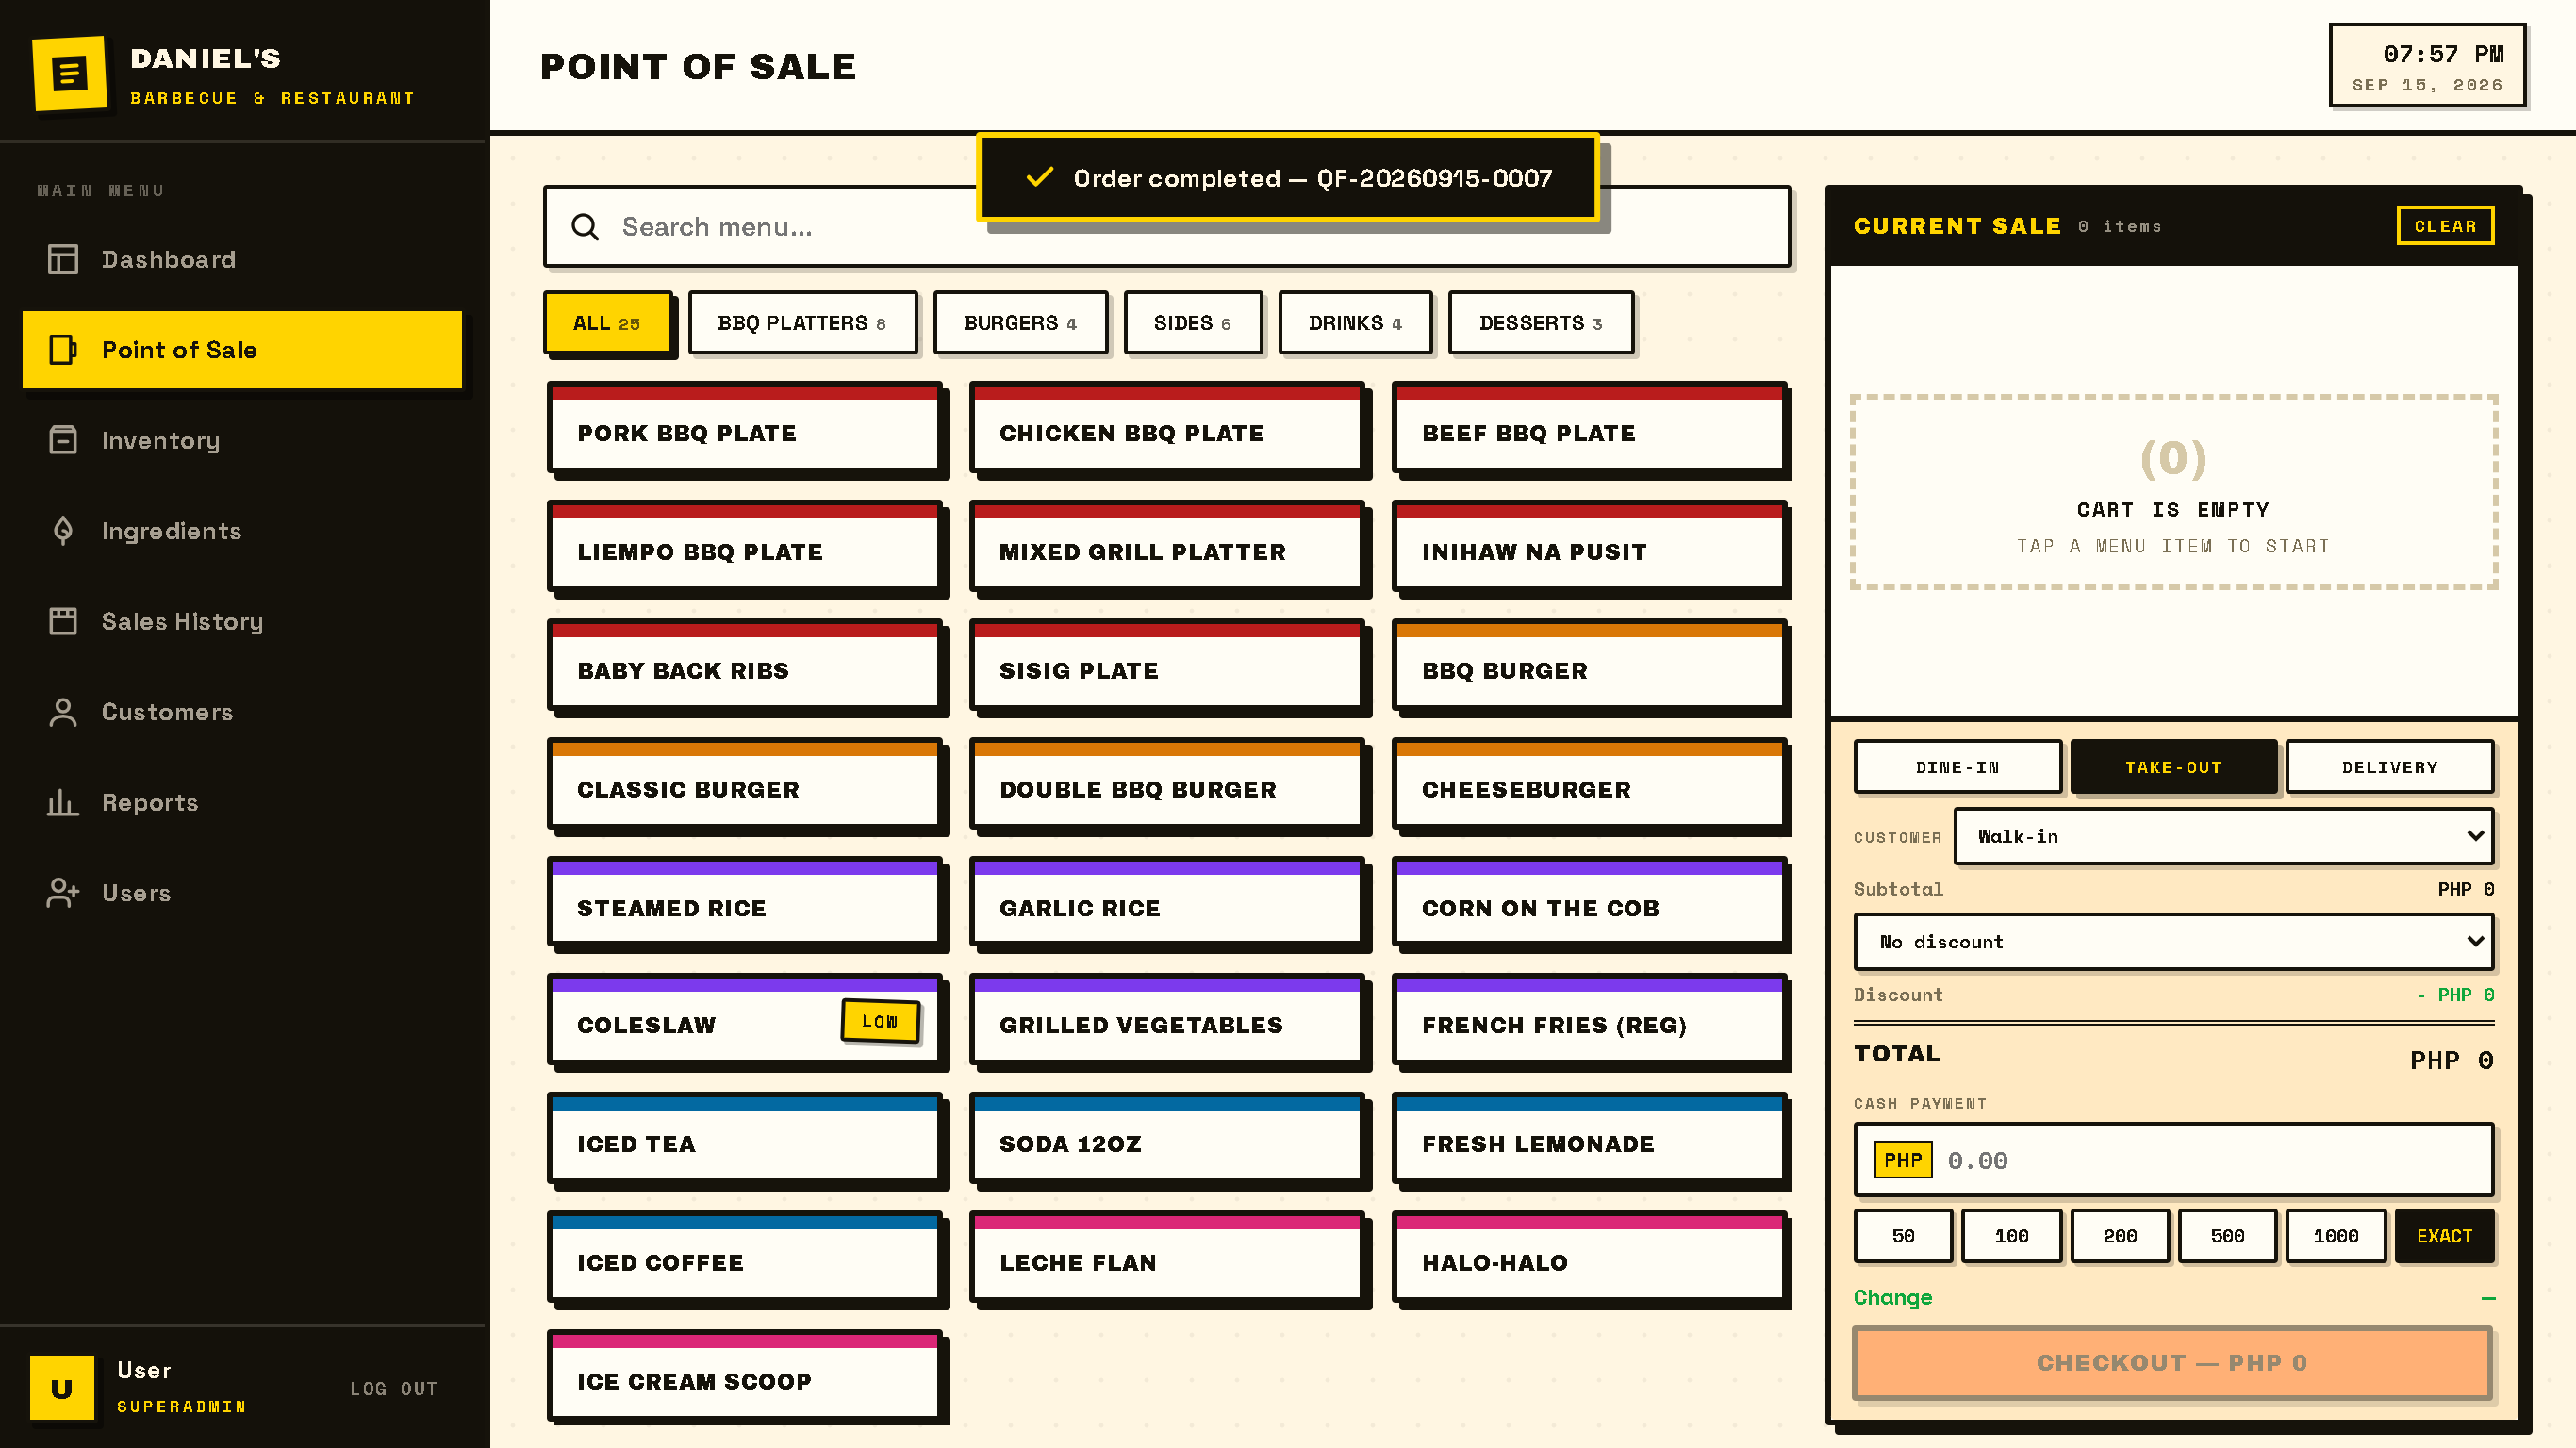 DANIEL'S
BARBECUE & RESTAURANT
MAIN MENU
Dashboard
Point of Sale
Inventory
Ingredients
Sales History
Customers
Reports
Users
U
User
SUPERADMIN
LOG OUT
POINT OF SALE
07:57 PM
SEP 15, 2026
Order completed — QF-20260915-0007
Search menu...
ALL 25
BBQ PLATTERS 8
BURGERS 4
SIDES 6
DRINKS 4
DESSERTS 3
PORK BBQ PLATE
CHICKEN BBQ PLATE
BEEF BBQ PLATE
LIEMPO BBQ PLATE
MIXED GRILL PLATTER
INIHAW NA PUSIT
BABY BACK RIBS
SISIG PLATE
BBQ BURGER
CLASSIC BURGER
DOUBLE BBQ BURGER
CHEESEBURGER
STEAMED RICE
GARLIC RICE
CORN ON THE COB
COLESLAW
LOW
GRILLED VEGETABLES
FRENCH FRIES (REG)
ICED TEA
SODA 12OZ
FRESH LEMONADE
ICED COFFEE
LECHE FLAN
HALO-HALO
ICE CREAM SCOOP
CURRENT SALE 0 items
CLEAR
(0)
CART IS EMPTY
TAP A MENU ITEM TO START
DINE-IN
TAKE-OUT
DELIVERY
CUSTOMER Walk-in
Subtotal PHP 0
No discount
Discount - PHP 0
TOTAL PHP 0
CASH PAYMENT
PHP 0.00
50
100
200
500
1000
EXACT
Change —
CHECKOUT — PHP 0